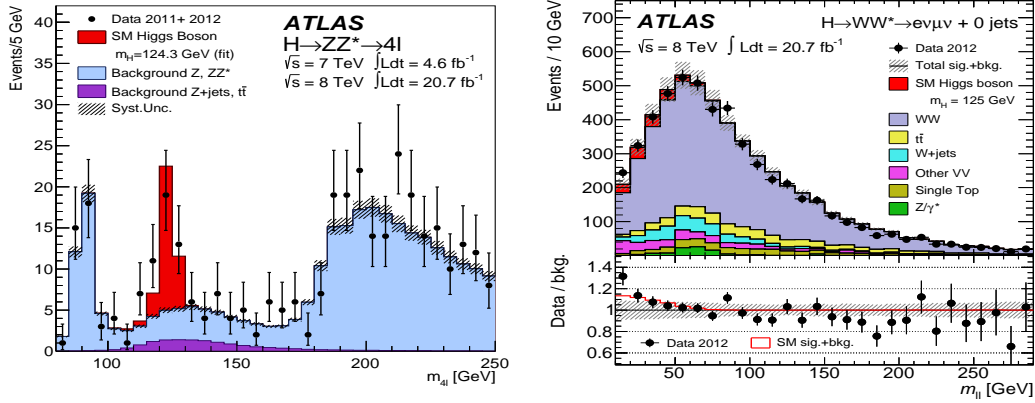 Events/5 GeV
40
35
30
25
20
15
10
5
0
Data 2011+ 2012
SM Higgs Boson
m_H=124.3 GeV (fit)
Background Z, ZZ*
Background Z+jets, tt̄
Syst.Unc.
ATLAS
H→ZZ*→4l
√s = 7 TeV ∫Ldt = 4.6 fb⁻¹
√s = 8 TeV ∫Ldt = 20.7 fb⁻¹
100 150 200 250
m_4l [GeV]
Events / 10 GeV
700
600
500
400
300
200
100
ATLAS
H→WW*→eνμν + 0 jets
√s = 8 TeV ∫Ldt = 20.7 fb⁻¹
Data 2012
Total sig.+bkg.
SM Higgs boson
m_H = 125 GeV
WW
tt̄
W+jets
Other VV
Single Top
Z/γ*
Data / bkg.
1.4
1.2
1
0.8
0.6
Data 2012 SM sig.+bkg.
50 100 150 200 250
m_ll [GeV]